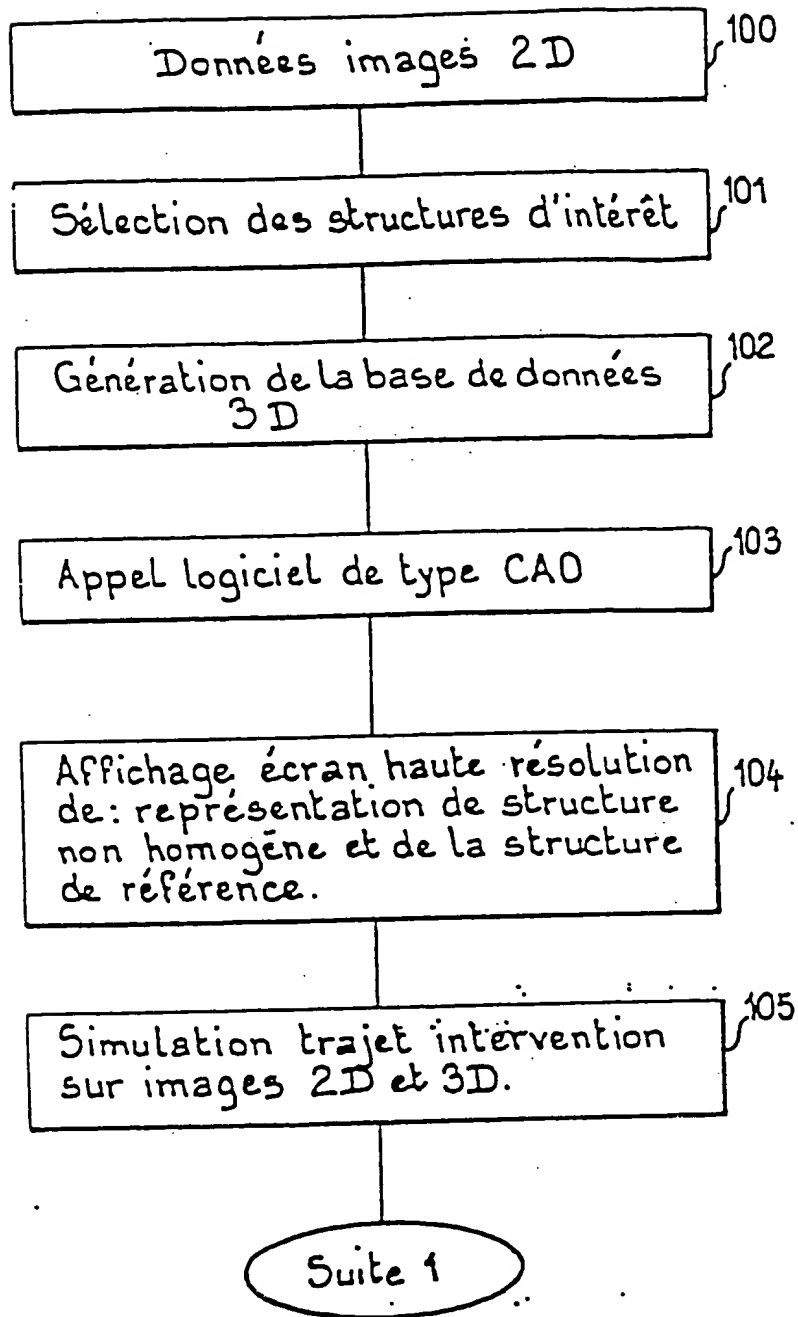 Données images 2D
100
Sélection des structures d'intérêt
101
Génération de la base de données
3D
102
Appel logiciel de type CAO
103
Affichage écran haute résolution
de: représentation de structure
non homogène et de la structure
de référence.
104
Simulation trajet intervention
sur images 2D et 3D.
105
Suite 1